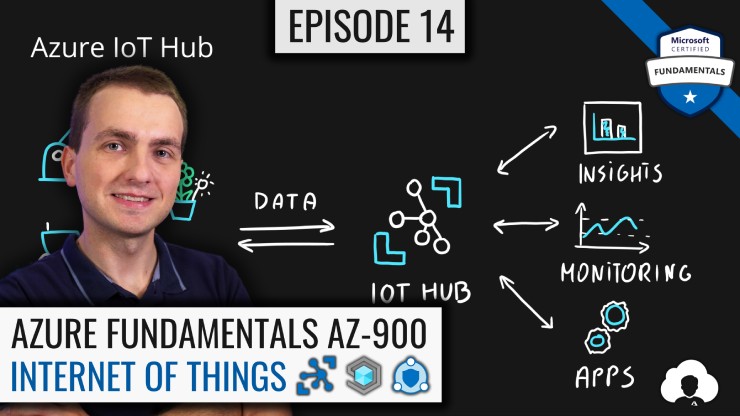 EPISODE 14
Azure IoT Hub
Microsoft
CERTIFIED
FUNDAMENTALS
DATA
INSIGHTS
MONITORING
IOT HUB
APPS
AZURE FUNDAMENTALS AZ-900
INTERNET OF THINGS